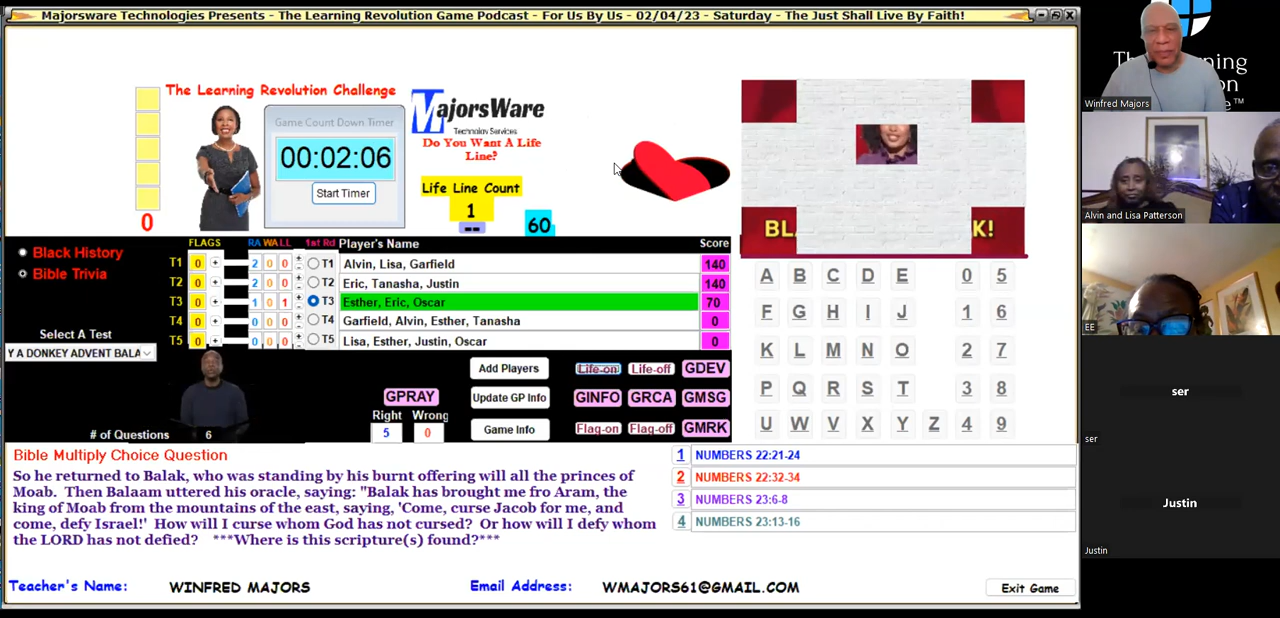 Majorsware Technologies Presents - The Learning Revolution Game Podcast - For Us By Us - 02/04/23 - Saturday - The Just Shall Live By Faith!
The Learning Revolution Challenge
Game Count Down Timer
00:02:06
Start Timer
0
MajorsWare
Technology Services
Do You Want A Life
Line?
Life Line Count
1
--
60
BL K!
FLAGS RA WA LL 1st Rd Player's Name Score
Black History
Bible Trivia
T1 0 + 2 0 0 T1 Alvin, Lisa, Garfield 140
T2 0 + 2 0 0 T2 Eric, Tanasha, Justin 140
T3 0 + 1 0 1 T3 Esther, Eric, Oscar 70
T4 0 + 0 0 0 T4 Garfield, Alvin, Esther, Tanasha 0
T5 0 + 0 0 0 T5 Lisa, Esther, Justin, Oscar 0
Select A Test
Y A DONKEY ADVENT BALA
# of Questions 6
GPRAY
Right Wrong
5 0
Add Players Life-on Life-off GDEV
Update GP Info GINFO GRCA GMSG
Game Info Flag-on Flag-off GMRK
A B C D E 0 5
F G H I J 1 6
K L M N O 2 7
P Q R S T 3 8
U V W X Y Z 4 9
Bible Multiply Choice Question
So he returned to Balak, who was standing by his burnt offering will all the princes of
Moab. Then Balaam uttered his oracle, saying: "Balak has brought me fro Aram, the
king of Moab from the mountains of the east, saying, 'Come, curse Jacob for me, and
come, defy Israel!' How will I curse whom God has not cursed? Or how will I defy whom
the LORD has not defied? ***Where is this scripture(s) found?***
1 NUMBERS 22:21-24
2 NUMBERS 22:32-34
3 NUMBERS 23:6-8
4 NUMBERS 23:13-16
Teacher's Name: WINFRED MAJORS Email Address: WMAJORS61@GMAIL.COM Exit Game
Winfred Majors
Alvin and Lisa Patterson
EE
ser
ser
Justin
Justin